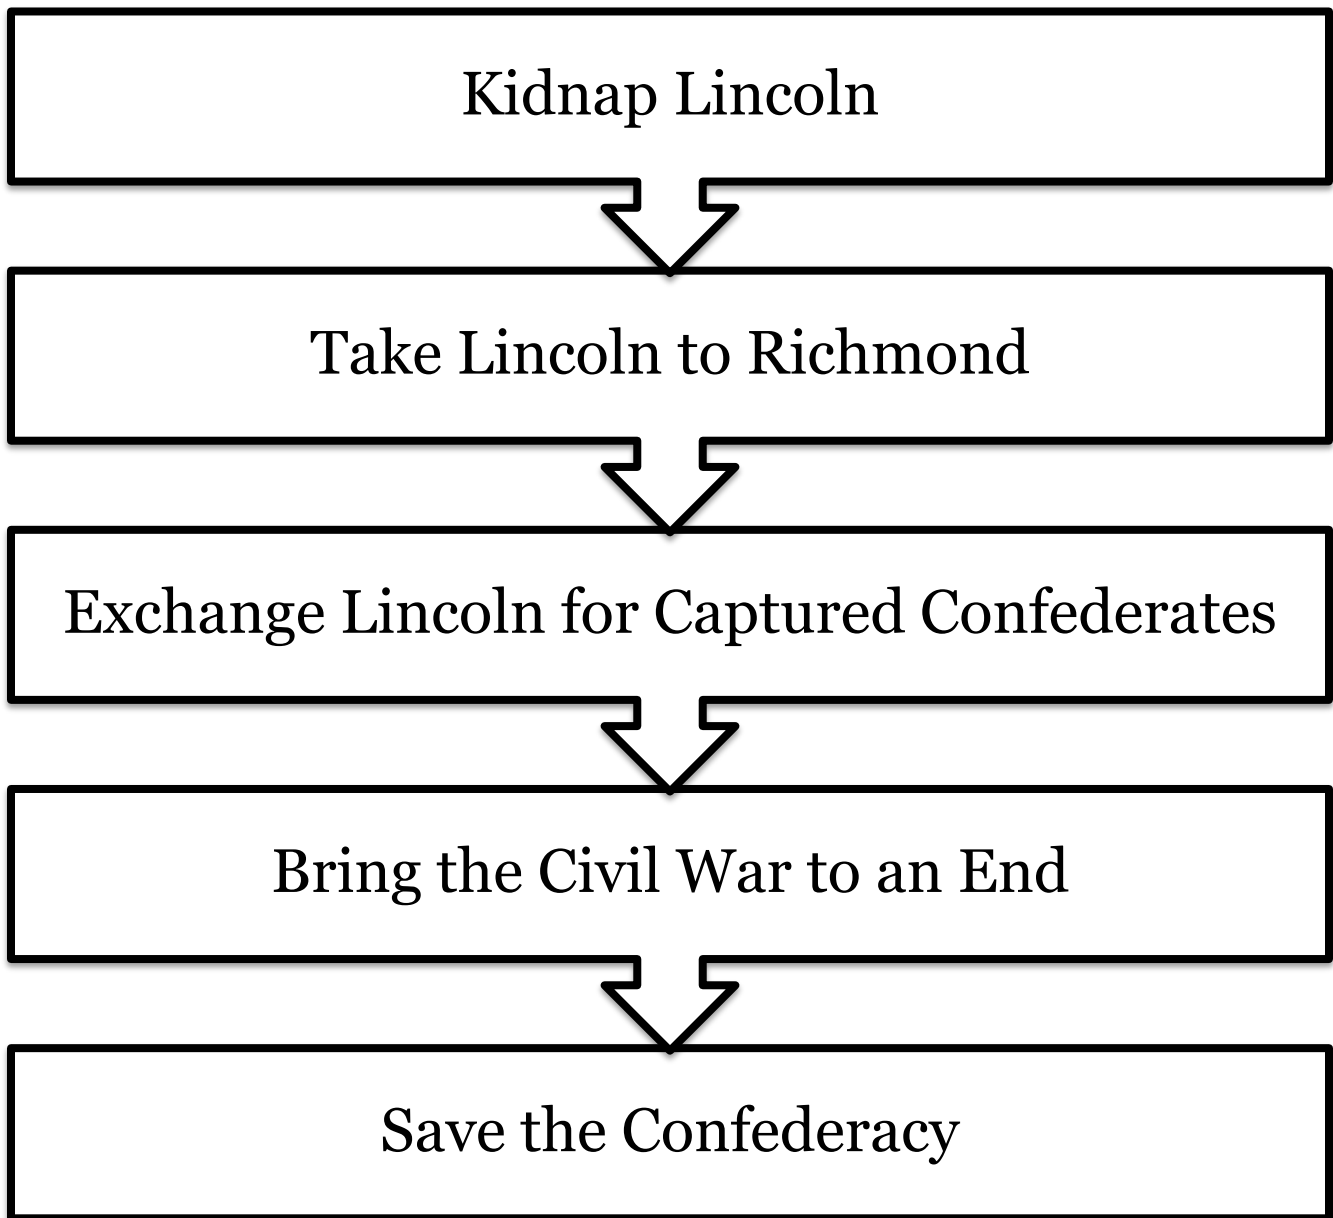 Kidnap Lincoln
Take Lincoln to Richmond
Exchange Lincoln for Captured Confederates
Bring the Civil War to an End
Save the Confederacy